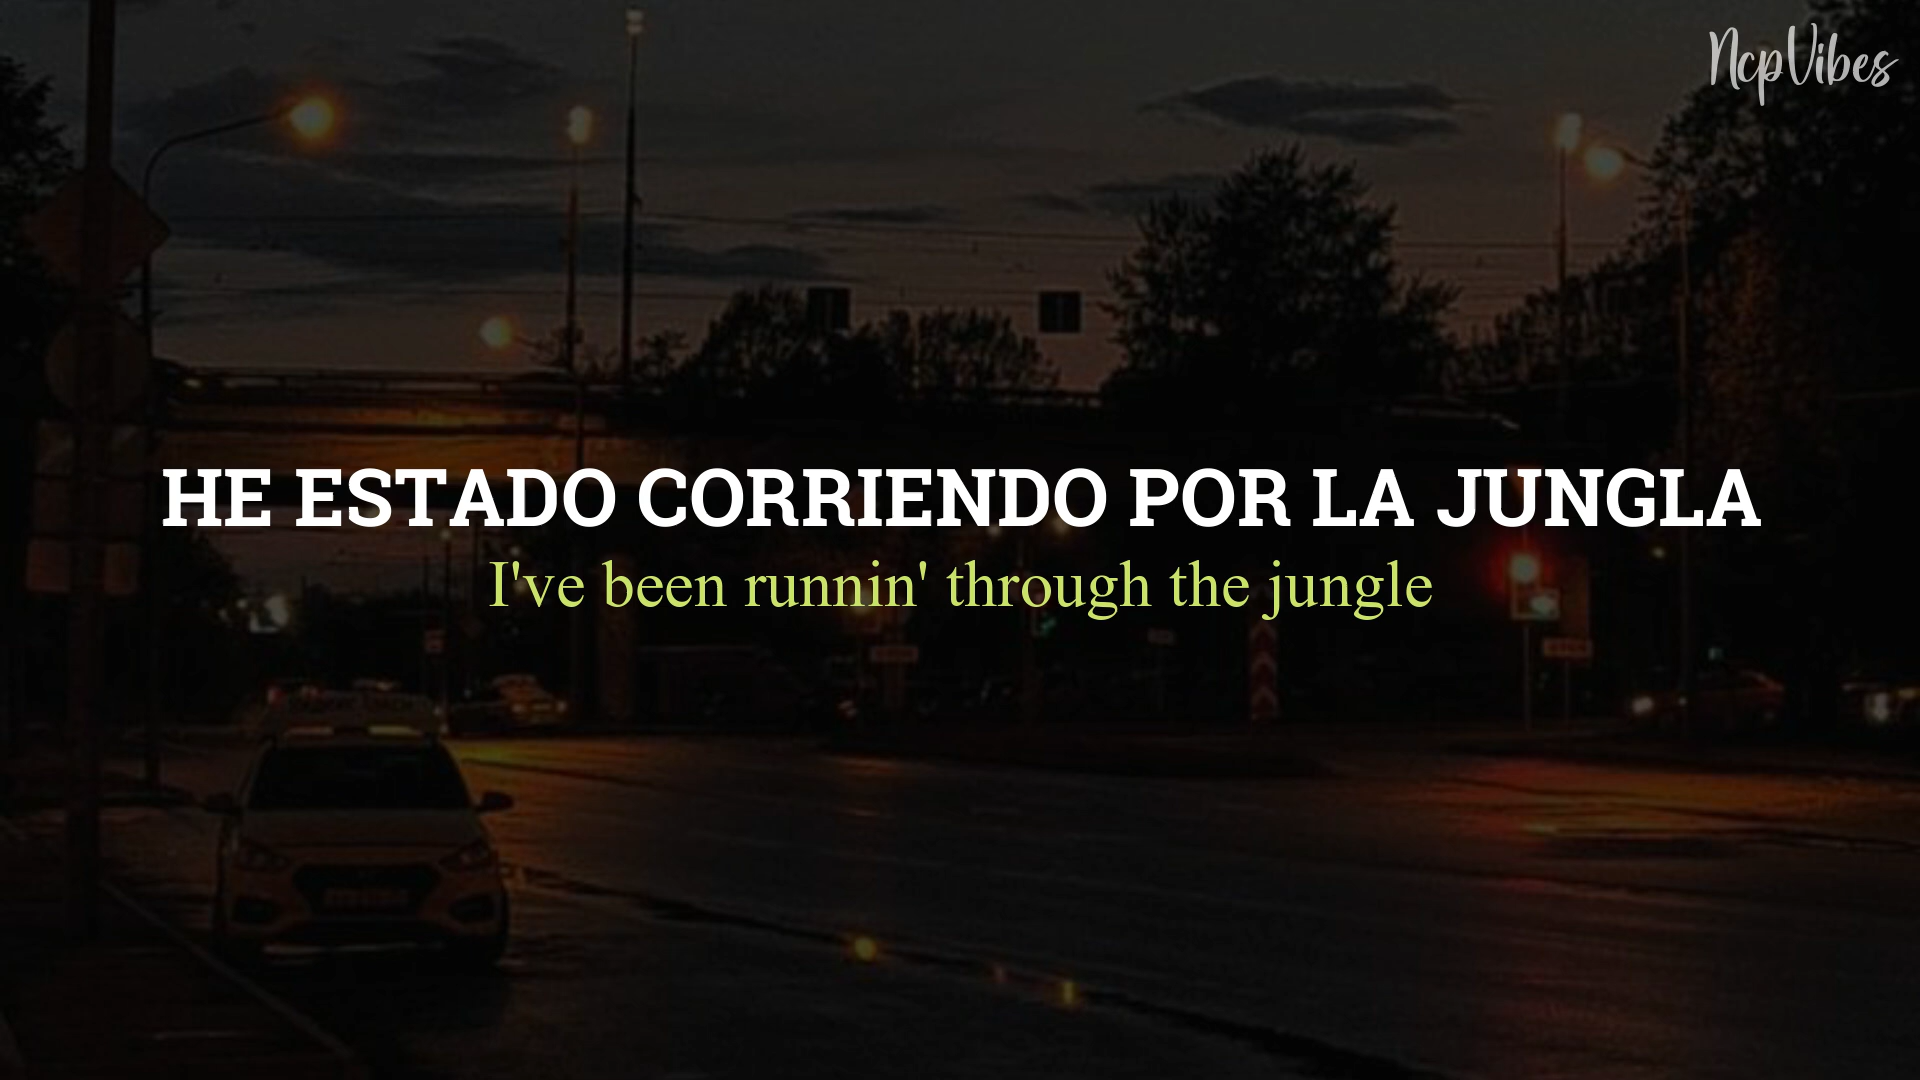 NcpVibes
HE ESTADO CORRIENDO POR LA JUNGLA
I've been runnin' through the jungle